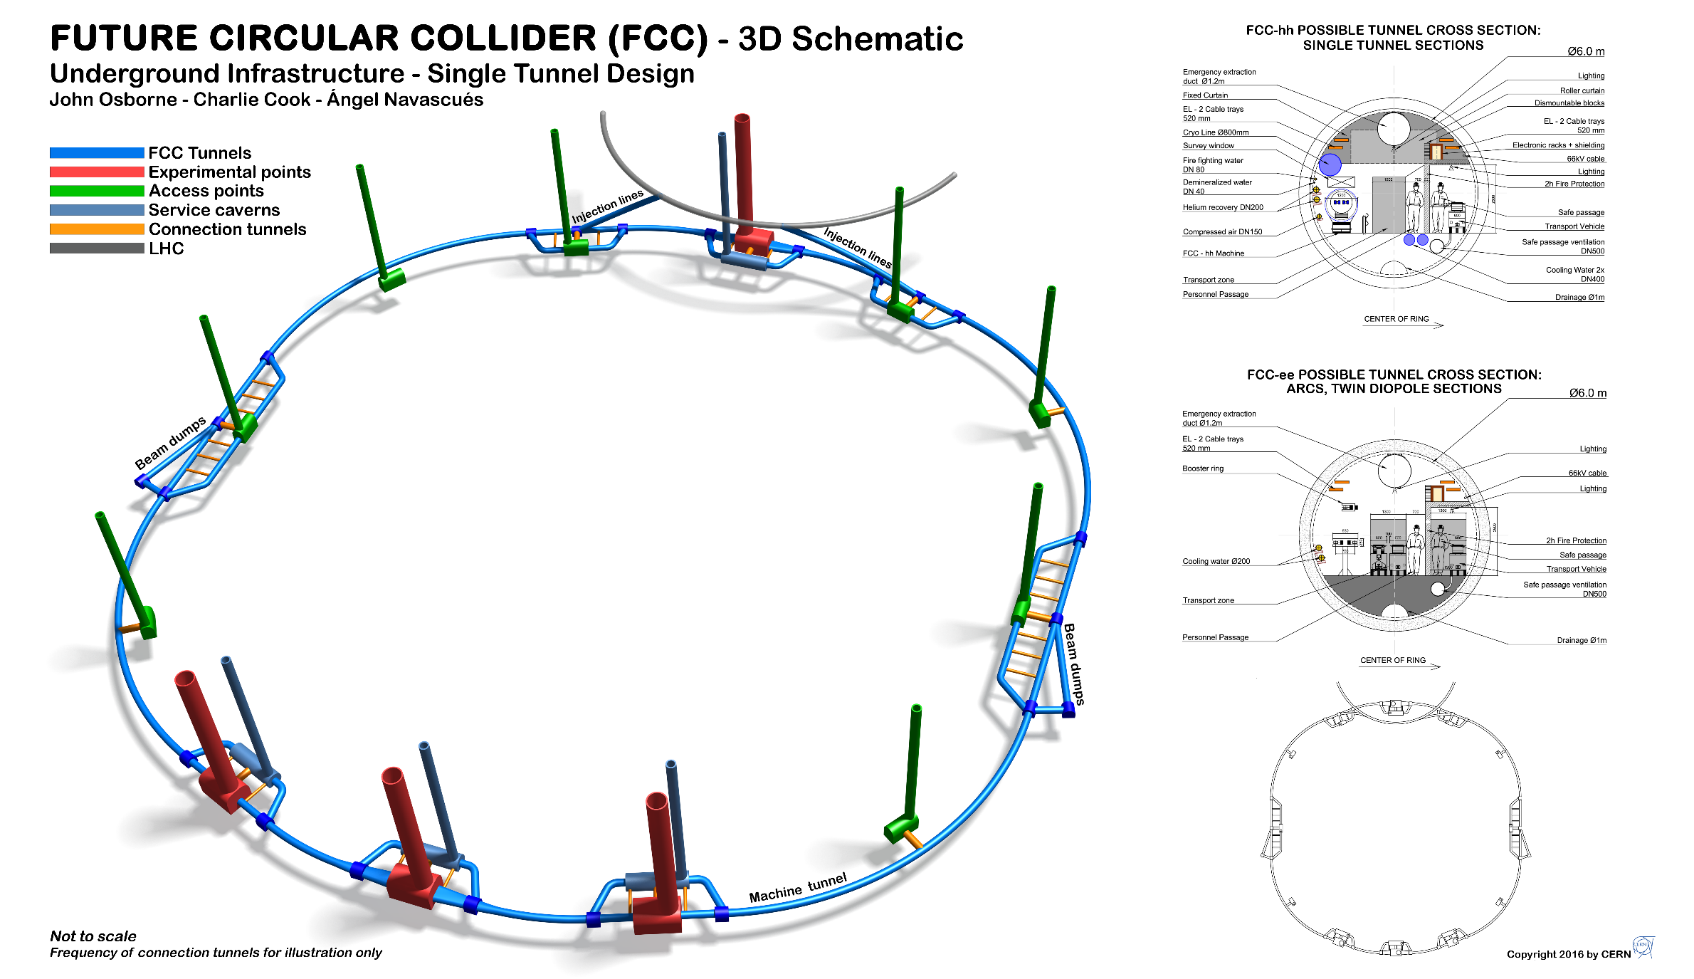 FUTURE CIRCULAR COLLIDER (FCC) - 3D Schematic
Underground Infrastructure - Single Tunnel Design
John Osborne - Charlie Cook - Ángel Navascués
FCC Tunnels
Experimental points
Access points
Service caverns
Connection tunnels
LHC
Injection lines
Injection lines
Beam dumps
Beam dumps
Machine tunnel
Not to scale
Frequency of connection tunnels for illustration only
FCC-hh POSSIBLE TUNNEL CROSS SECTION:
SINGLE TUNNEL SECTIONS
Ø6.0 m
Emergency extraction
duct Ø1.2m
Fixed Curtain
EL - 2 Cable trays
520 mm
Cryo Line Ø800mm
Survey window
Fire fighting water
DN 80
Demineralized water
DN 40
Helium recovery DN200
Compressed air DN150
FCC - hh Machine
Transport zone
Personnel Passage
Lighting
Roller curtain
Dismountable blocks
EL - 2 Cable trays
520 mm
Electronic racks + shielding
66kV cable
Lighting
2h Fire Protection
Safe passage
Transport Vehicle
Safe passage ventilation
DN500
Cooling Water 2x
DN400
Drainage Ø1m
CENTER OF RING
FCC-ee POSSIBLE TUNNEL CROSS SECTION:
ARCS, TWIN DIOPOLE SECTIONS
Ø6.0 m
Emergency extraction
duct Ø1.2m
EL - 2 Cable trays
520 mm
Booster ring
Cooling water Ø200
Transport zone
Personnel Passage
Lighting
66kV cable
Lighting
2h Fire Protection
Safe passage
Transport Vehicle
Safe passage ventilation
DN500
Drainage Ø1m
CENTER OF RING
Copyright 2016 by CERN